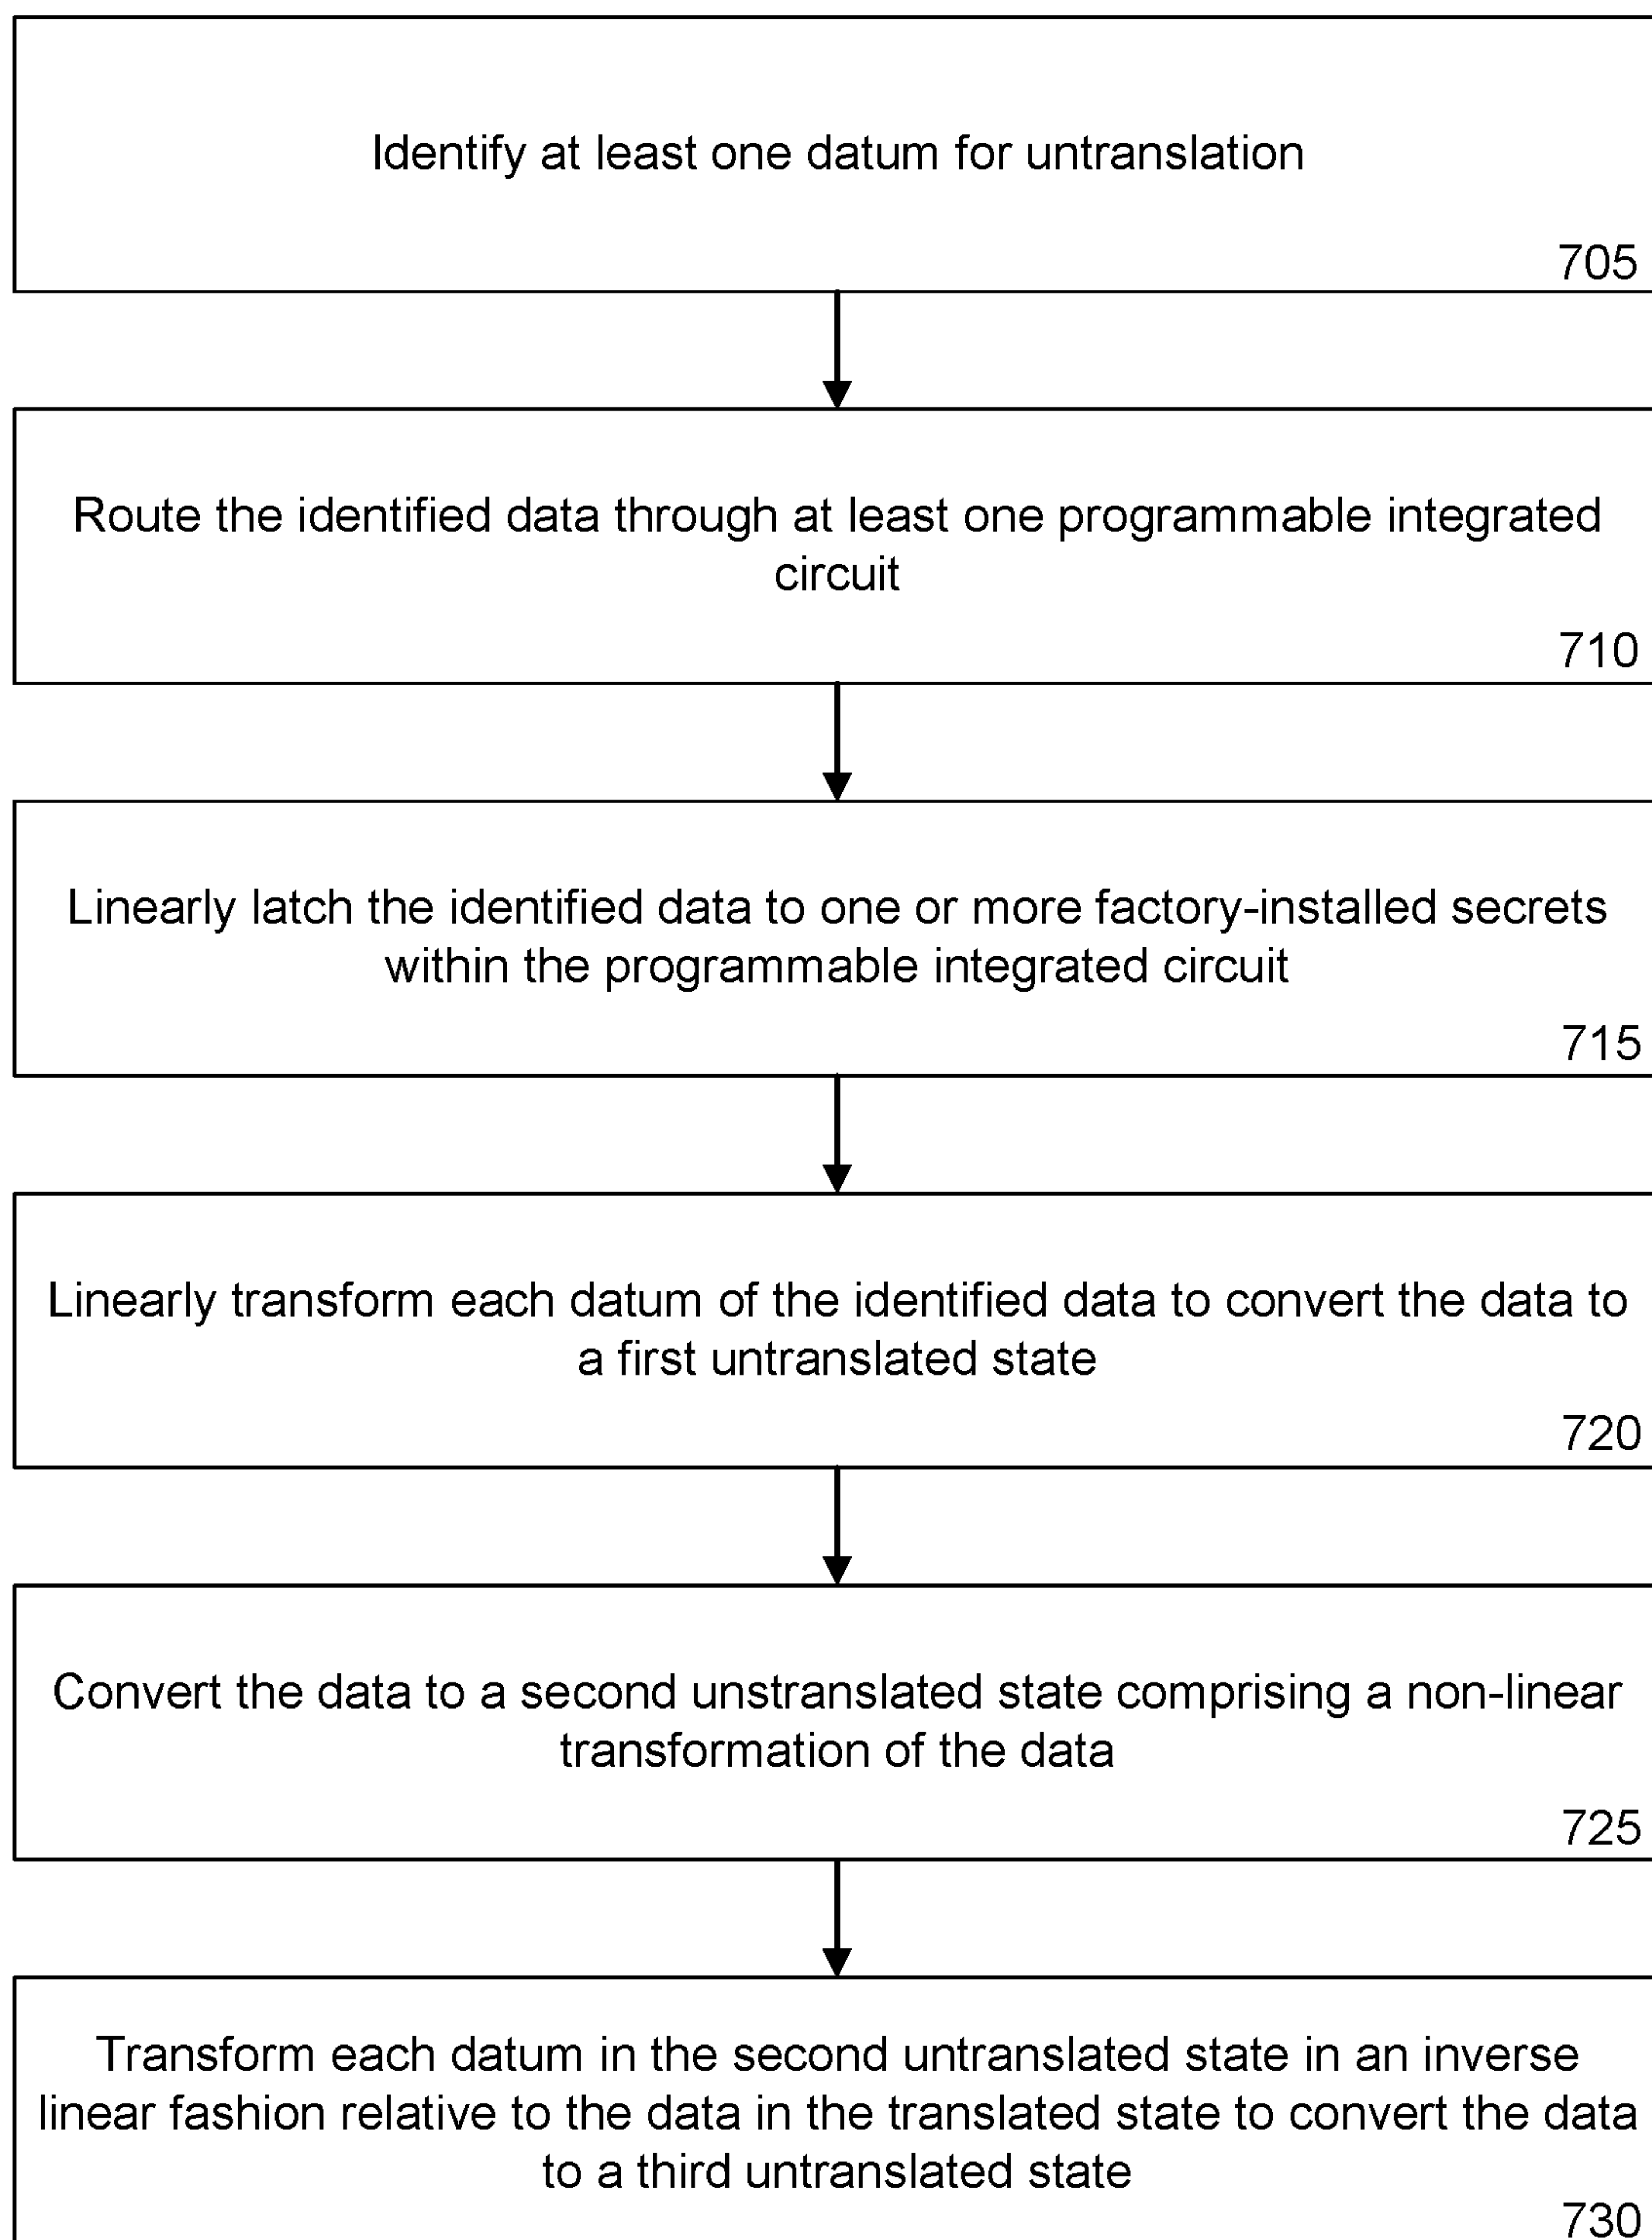 Identify at least one datum for untranslation
705
Route the identified data through at least one programmable integrated
circuit
710
Linearly latch the identified data to one or more factory-installed secrets
within the programmable integrated circuit
715
Linearly transform each datum of the identified data to convert the data to
a first untranslated state
720
Convert the data to a second unstranslated state comprising a non-linear
transformation of the data
725
Transform each datum in the second untranslated state in an inverse
linear fashion relative to the data in the translated state to convert the data
to a third untranslated state
730